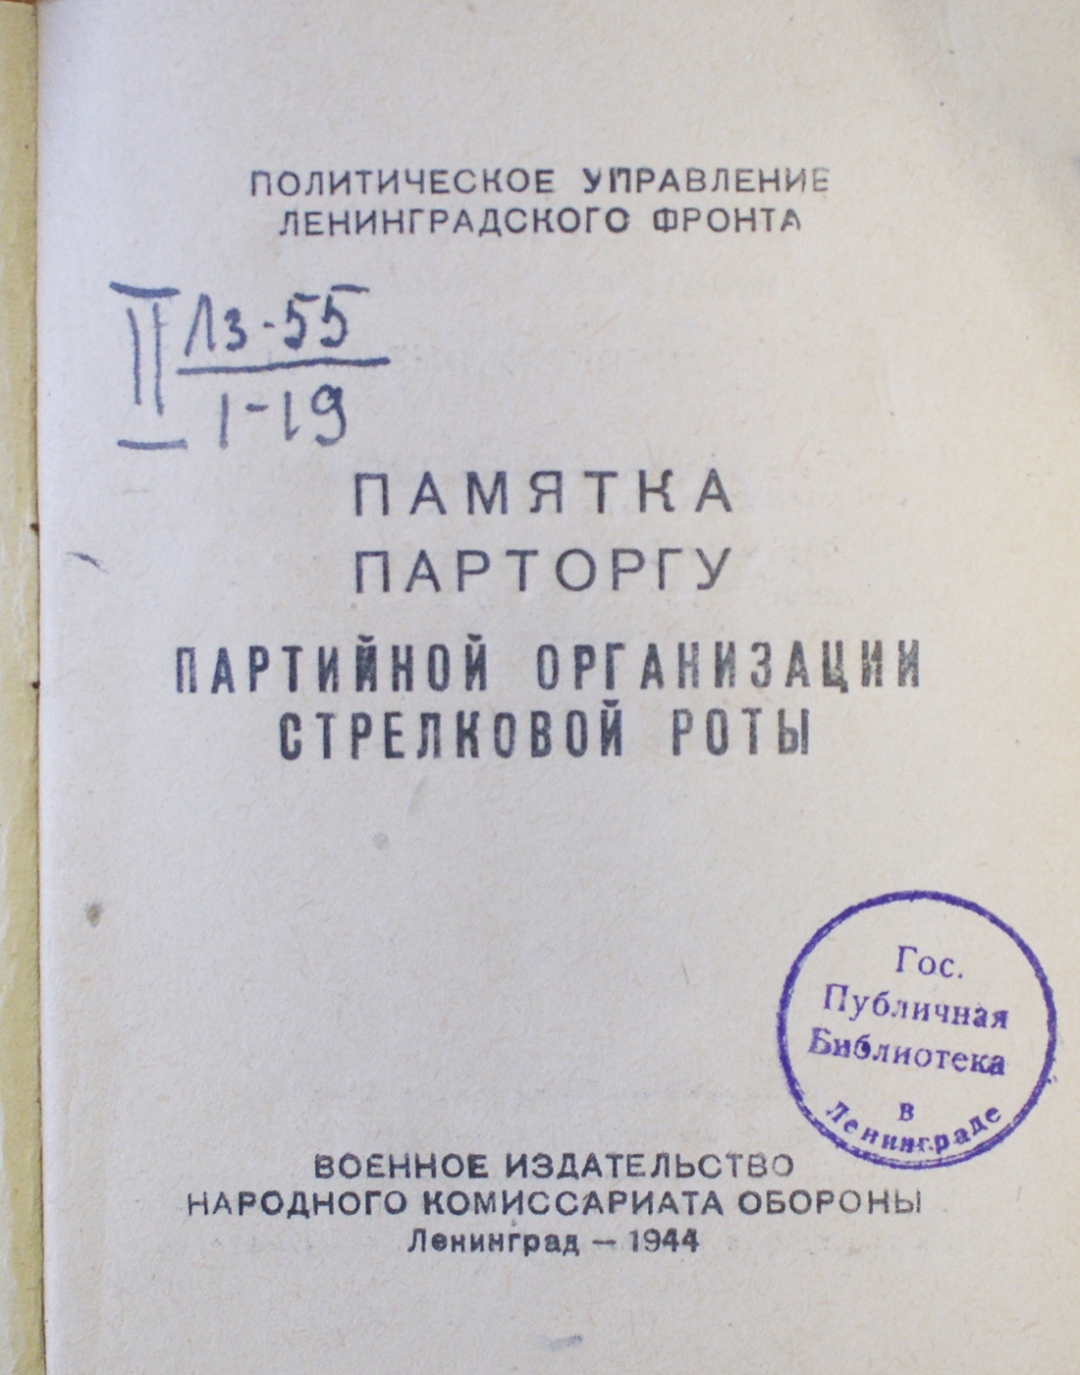 ПОЛИТИЧЕСКОЕ УПРАВЛЕНИЕ
ЛЕНИНГРАДСКОГО ФРОНТА
II Лз-55
1-19
ПАМЯТКА
ПАРТОРГУ
ПАРТИЙНОЙ ОРГАНИЗАЦИИ
СТРЕЛКОВОЙ РОТЫ
Гос.
Публичная
Библиотека
в
Ленинграде
ВОЕННОЕ ИЗДАТЕЛЬСТВО
НАРОДНОГО КОМИССАРИАТА ОБОРОНЫ
Ленинград — 1944